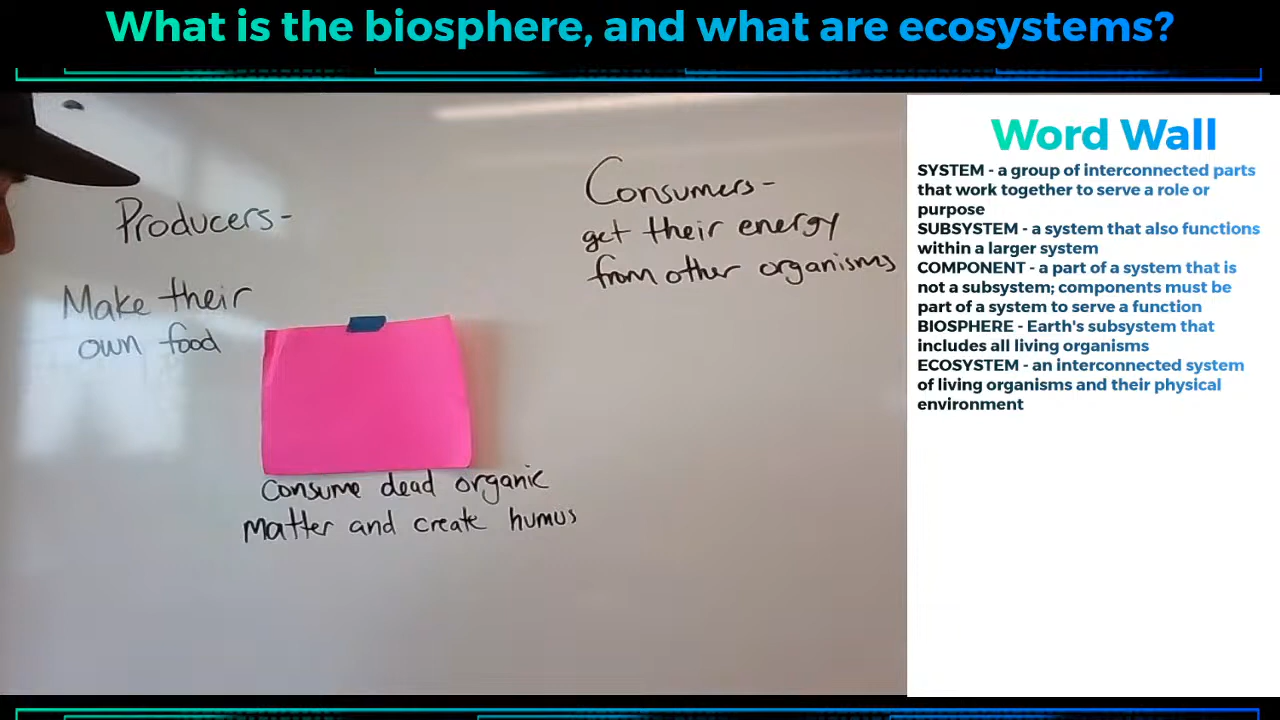 What is the biosphere, and what are ecosystems?
Producers-
Make their
own food
Consumers-
get their energy
from other organisms
Consume dead organic
matter and create humus
Word Wall
SYSTEM - a group of interconnected parts
that work together to serve a role or
purpose
SUBSYSTEM - a system that also functions
within a larger system
COMPONENT - a part of a system that is
not a subsystem; components must be
part of a system to serve a function
BIOSPHERE - Earth's subsystem that
includes all living organisms
ECOSYSTEM - an interconnected system
of living organisms and their physical
environment